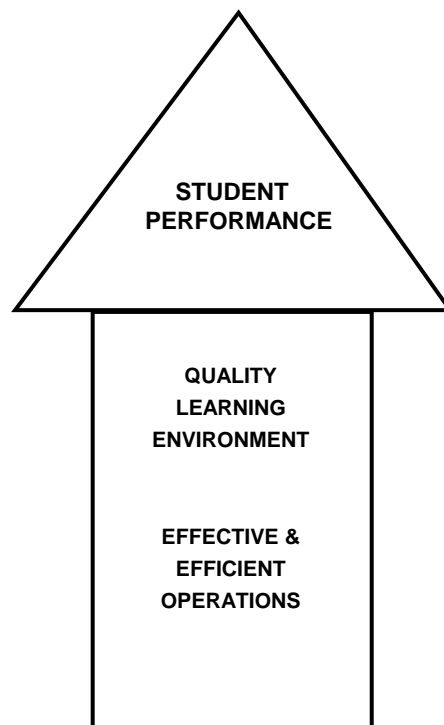 STUDENT
PERFORMANCE
QUALITY
LEARNING
ENVIRONMENT
EFFECTIVE &
EFFICIENT
OPERATIONS